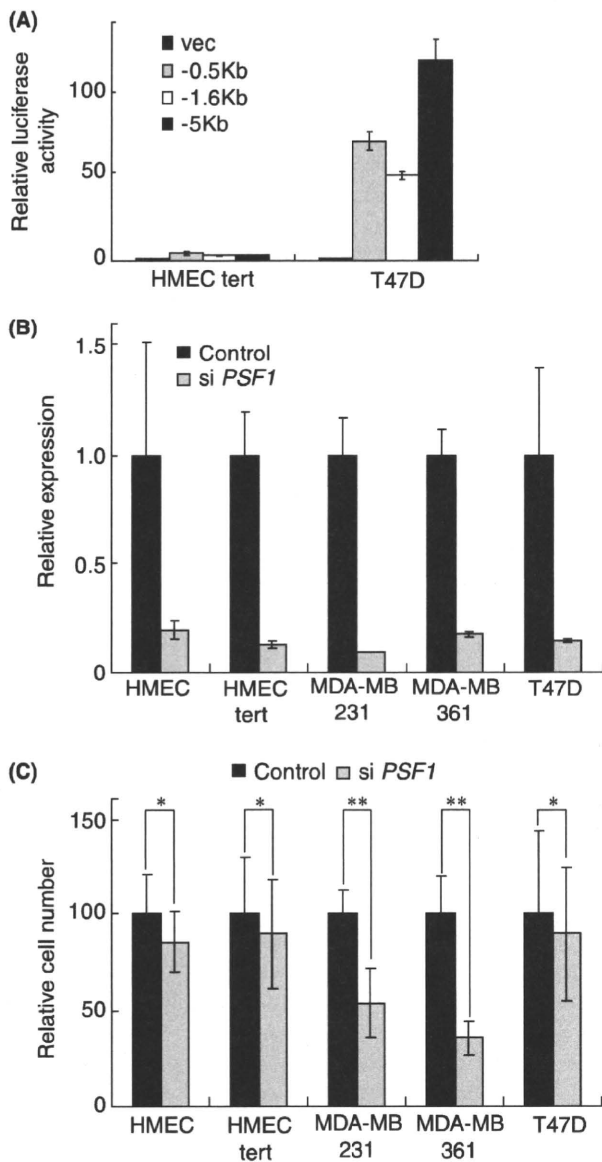 (A)
vec
-0.5Kb
-1.6Kb
-5Kb
Relative luciferase activity
100
50
0
HMEC tert
T47D
(B)
Control
si PSF1
Relative expression
1.5
1.0
0.5
0
HMEC
HMEC tert
MDA-MB 231
MDA-MB 361
T47D
(C)
Control
si PSF1
Relative cell number
150
100
50
0
*
*
**
**
*
HMEC
HMEC tert
MDA-MB 231
MDA-MB 361
T47D